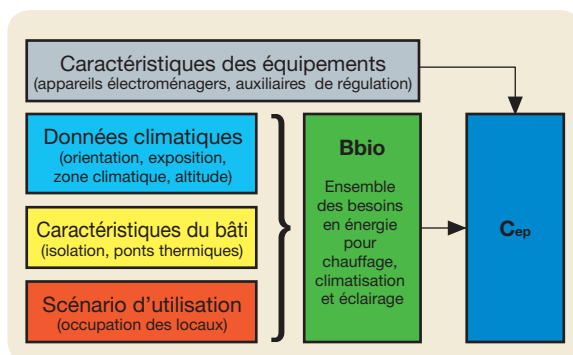 Caractéristiques des équipements
(appareils électroménagers, auxiliaires de régulation)
Données climatiques
(orientation, exposition,
zone climatique, altitude)
Caractéristiques du bâti
(isolation, ponts thermiques)
Scénario d'utilisation
(occupation des locaux)
Bbio
Ensemble
des besoins
en énergie
pour
chauffage,
climatisation
et éclairage
Cep